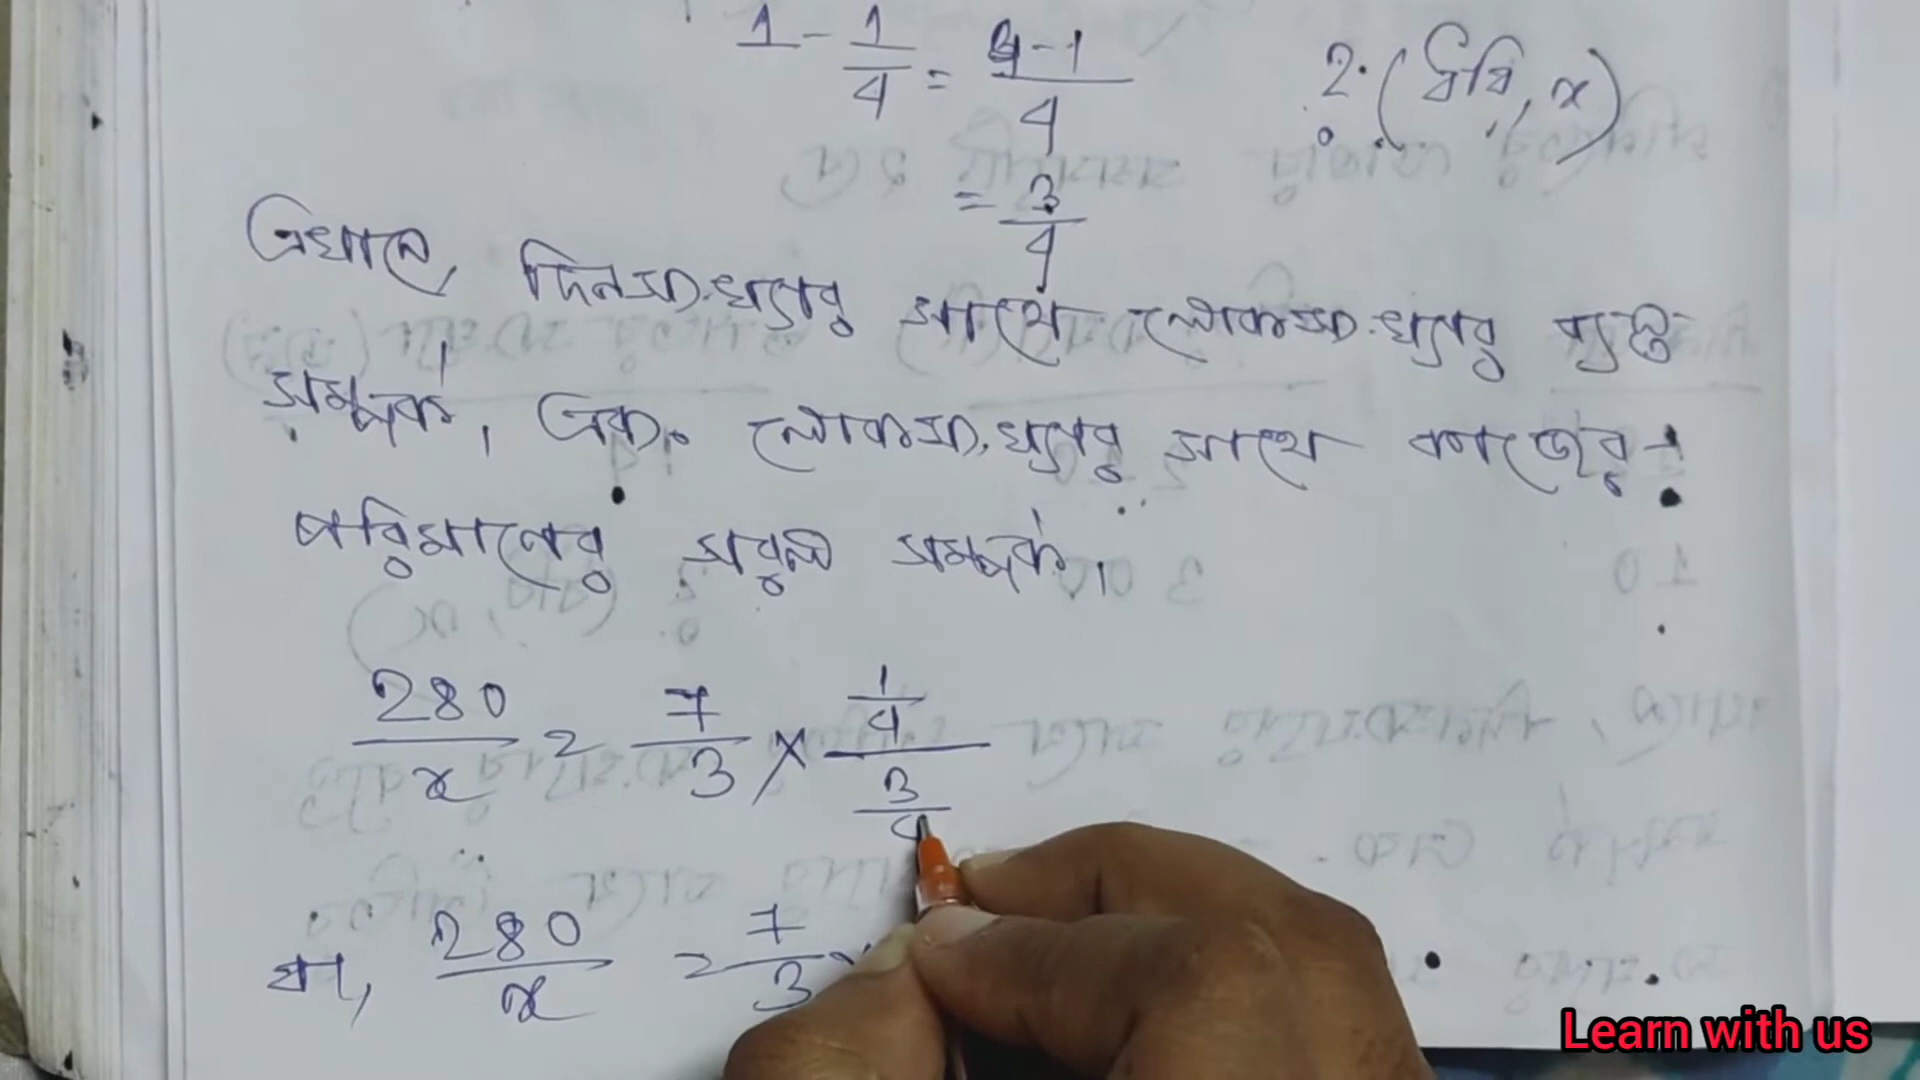 1 - 1/4 = 4-1/4
2. (
= 3/4
এখানে, দিনসংখ্যার সাথে লোকসংখ্যার ব্যস্ত
সম্পর্ক, এবং লোকসংখ্যার সাথে কাজের
পরিমাণের সরল সম্পর্ক।
280/x = 7/3 × 1/4 / 3/4
বা, 280/x = 7/3 ×
Learn with us